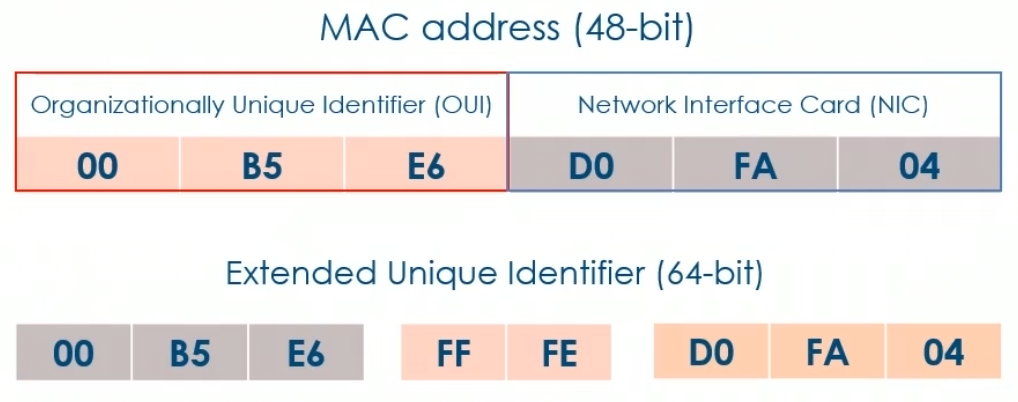 MAC address (48-bit)
Organizationally Unique Identifier (OUI) Network Interface Card (NIC)
00 B5 E6 D0 FA 04
Extended Unique Identifier (64-bit)
00 B5 E6 FF FE D0 FA 04